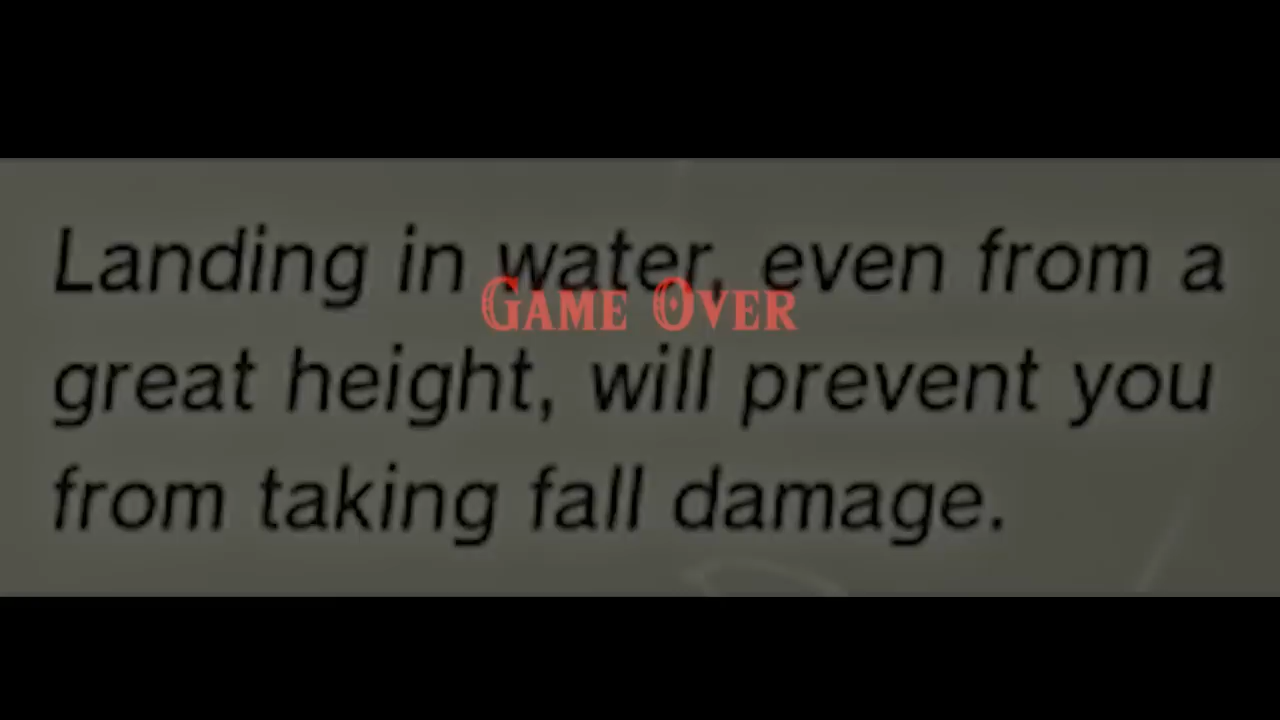 Landing in water, even from a
GAME OVER
great height, will prevent you
from taking fall damage.